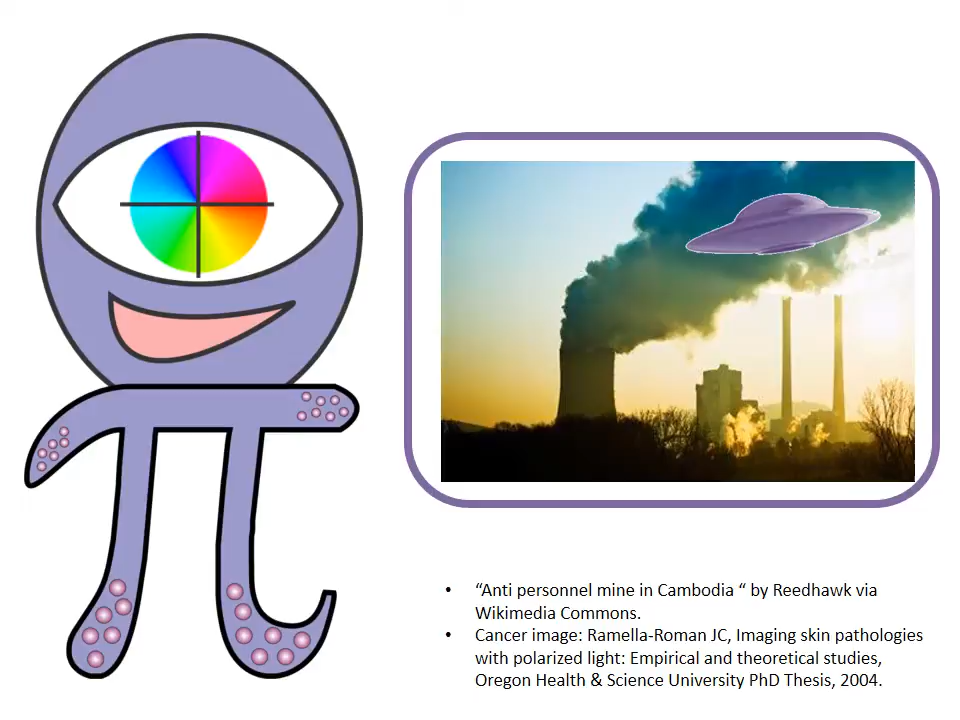 • “Anti personnel mine in Cambodia “ by Reedhawk via
Wikimedia Commons.
• Cancer image: Ramella-Roman JC, Imaging skin pathologies
with polarized light: Empirical and theoretical studies,
Oregon Health & Science University PhD Thesis, 2004.